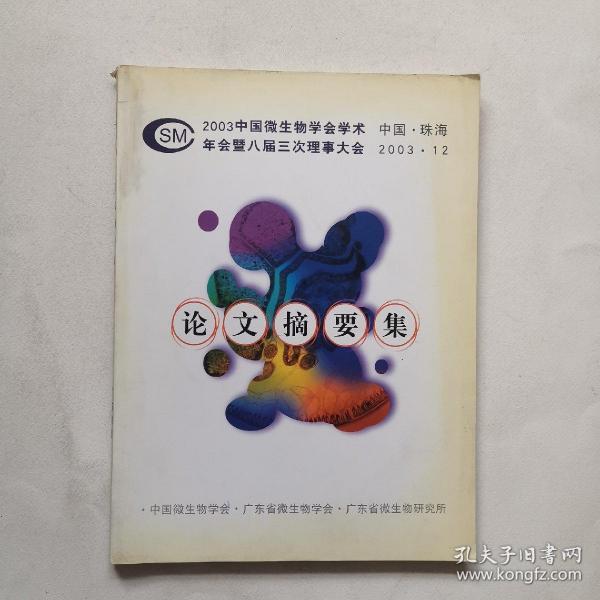 CSM
2003中国微生物学会学术
年会暨八届三次理事大会
中国·珠海
2003·12
论文摘要集
·中国微生物学会·广东省微生物学会·广东省微生物研究所
孔夫子旧书网
www.kongfz.com